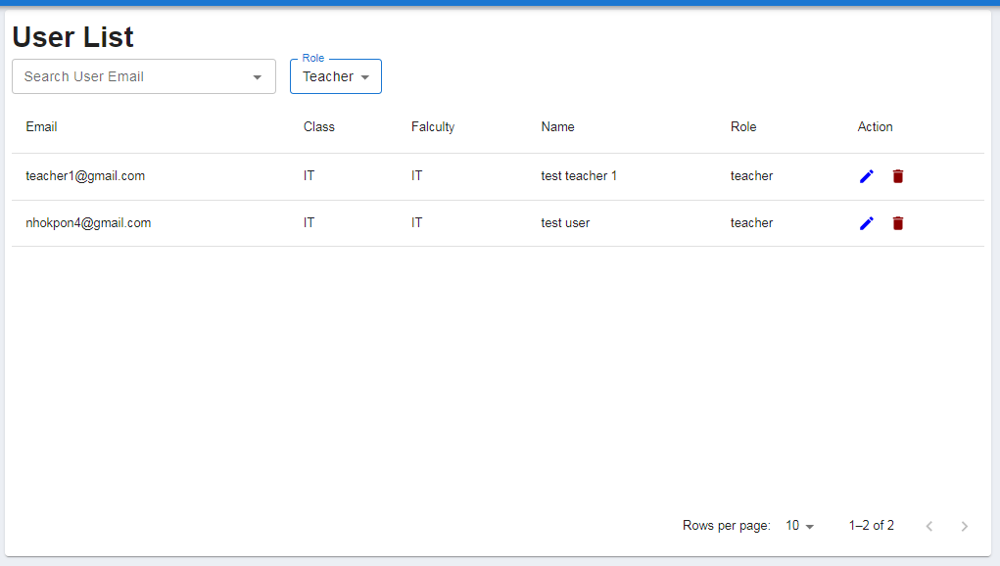 User List
Role
Search User Email
Teacher
Email Class Falculty Name Role Action
teacher1@gmail.com IT IT test teacher 1 teacher
nhokpon4@gmail.com IT IT test user teacher
Rows per page: 10 1–2 of 2